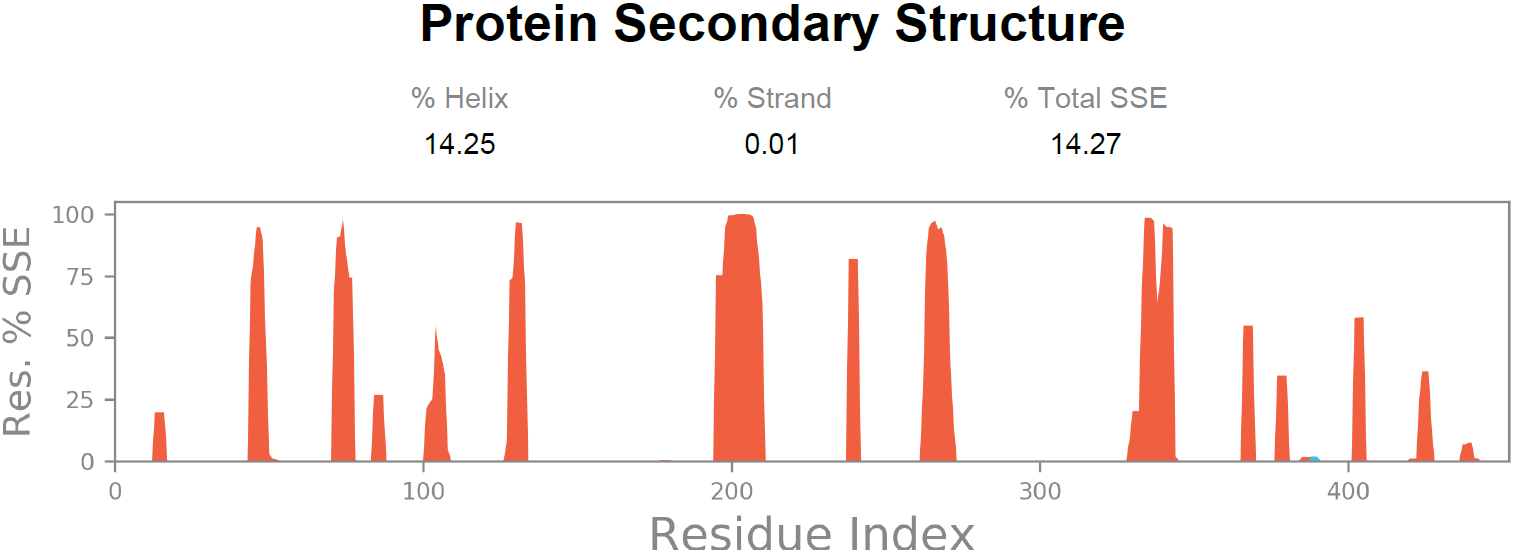 Protein Secondary Structure
% Helix % Strand % Total SSE
14.25 0.01 14.27
Res. % SSE
100
75
50
25
0
0 100 200 300 400
Residue Index